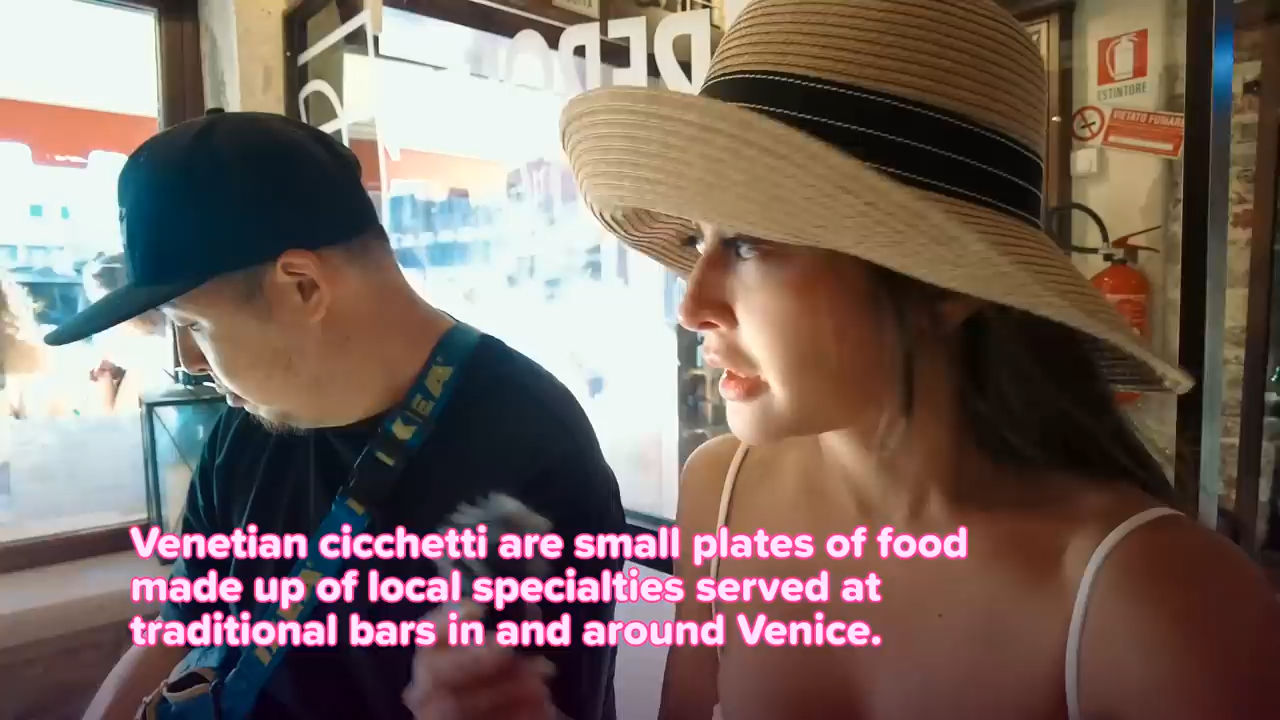 ESTINTORE
VIETATO FUMARE
IKEA
Venetian cicchetti are small plates of food
made up of local specialties served at
traditional bars in and around Venice.